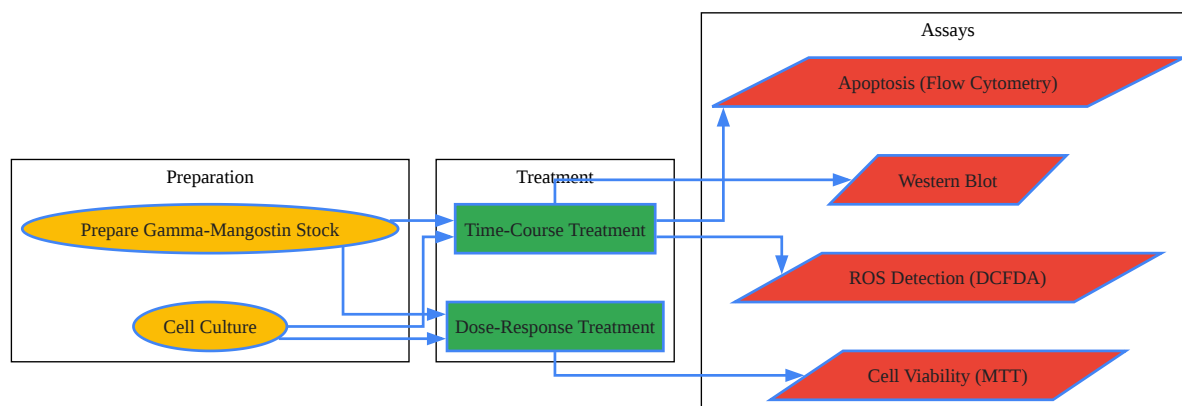 Preparation
Prepare Gamma-Mangostin Stock
Cell Culture
Treatment
Time-Course Treatment
Dose-Response Treatment
Assays
Apoptosis (Flow Cytometry)
Western Blot
ROS Detection (DCFDA)
Cell Viability (MTT)